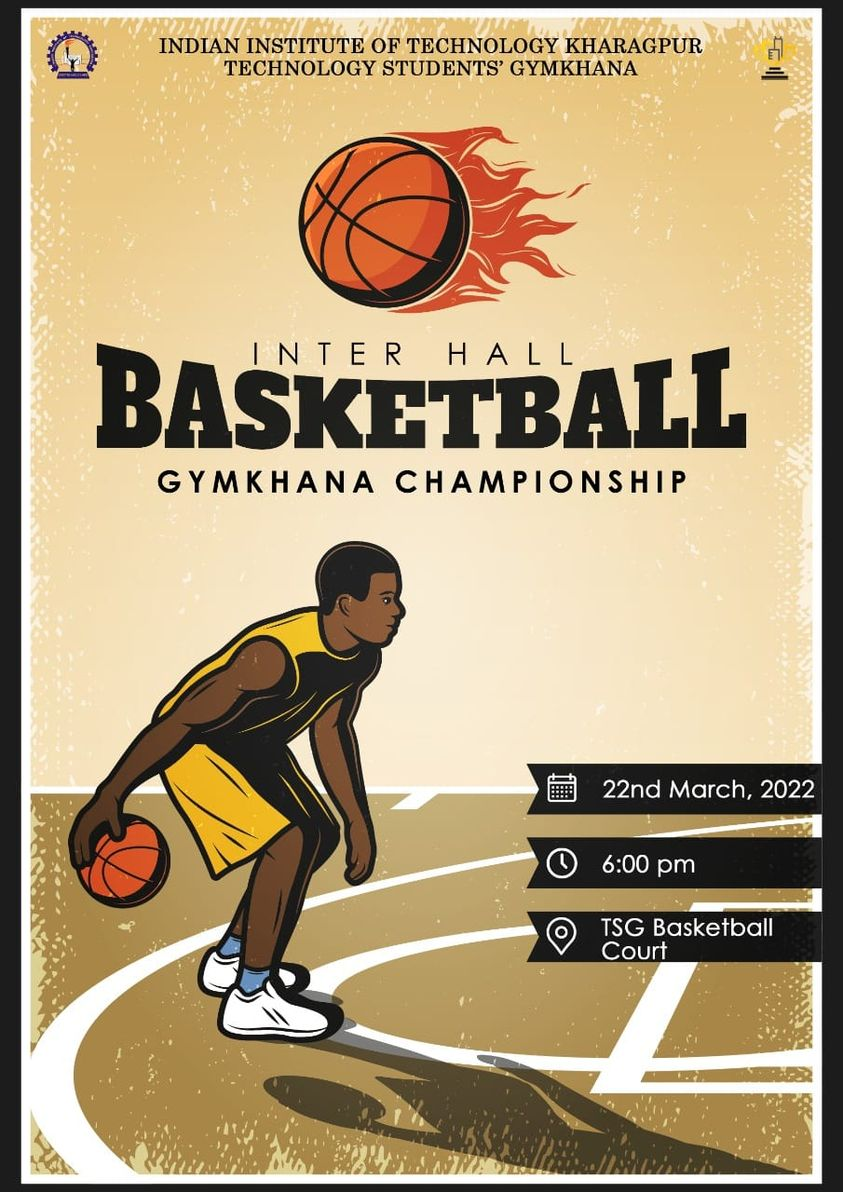 INDIAN INSTITUTE OF TECHNOLOGY KHARAGPUR
TECHNOLOGY STUDENTS' GYMKHANA
INTER HALL
BASKETBALL
GYMKHANA CHAMPIONSHIP
22nd March, 2022
6:00 pm
TSG Basketball
Court